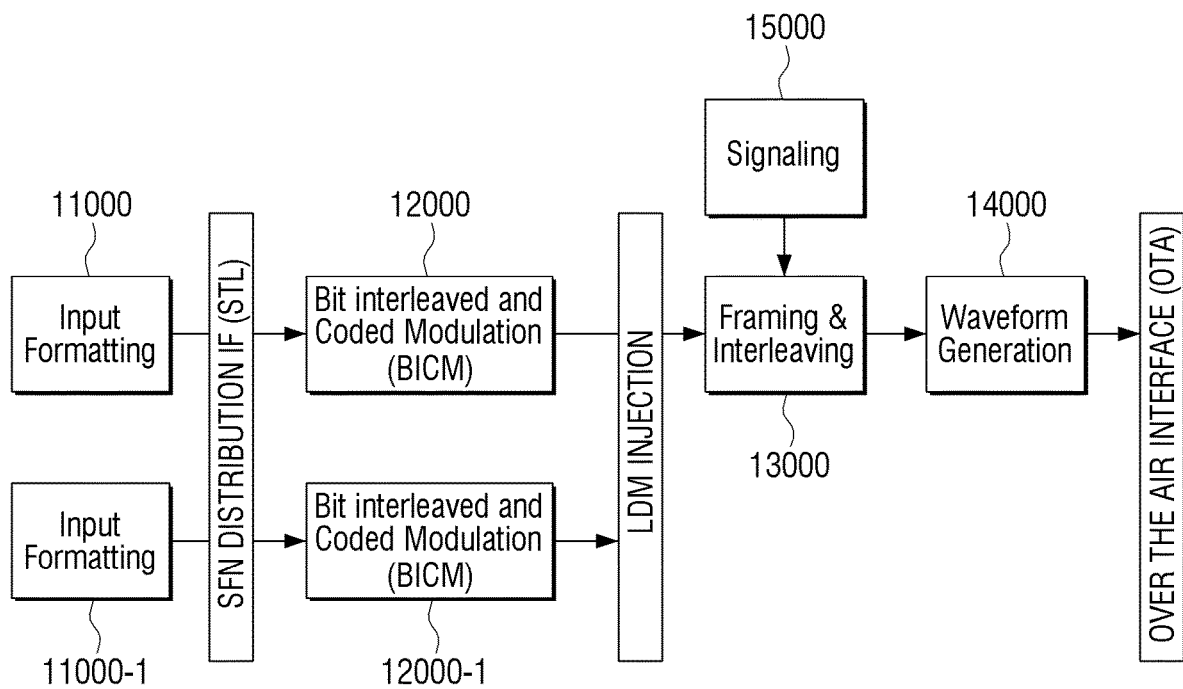 15000
Signaling
11000
12000
14000
Input
Formatting
SFN DISTRIBUTION IF (STL)
Bit interleaved and
Coded Modulation
(BICM)
LDM INJECTION
Framing &
Interleaving
Waveform
Generation
OVER THE AIR INTERFACE (OTA)
13000
Input
Formatting
Bit interleaved and
Coded Modulation
(BICM)
11000-1
12000-1